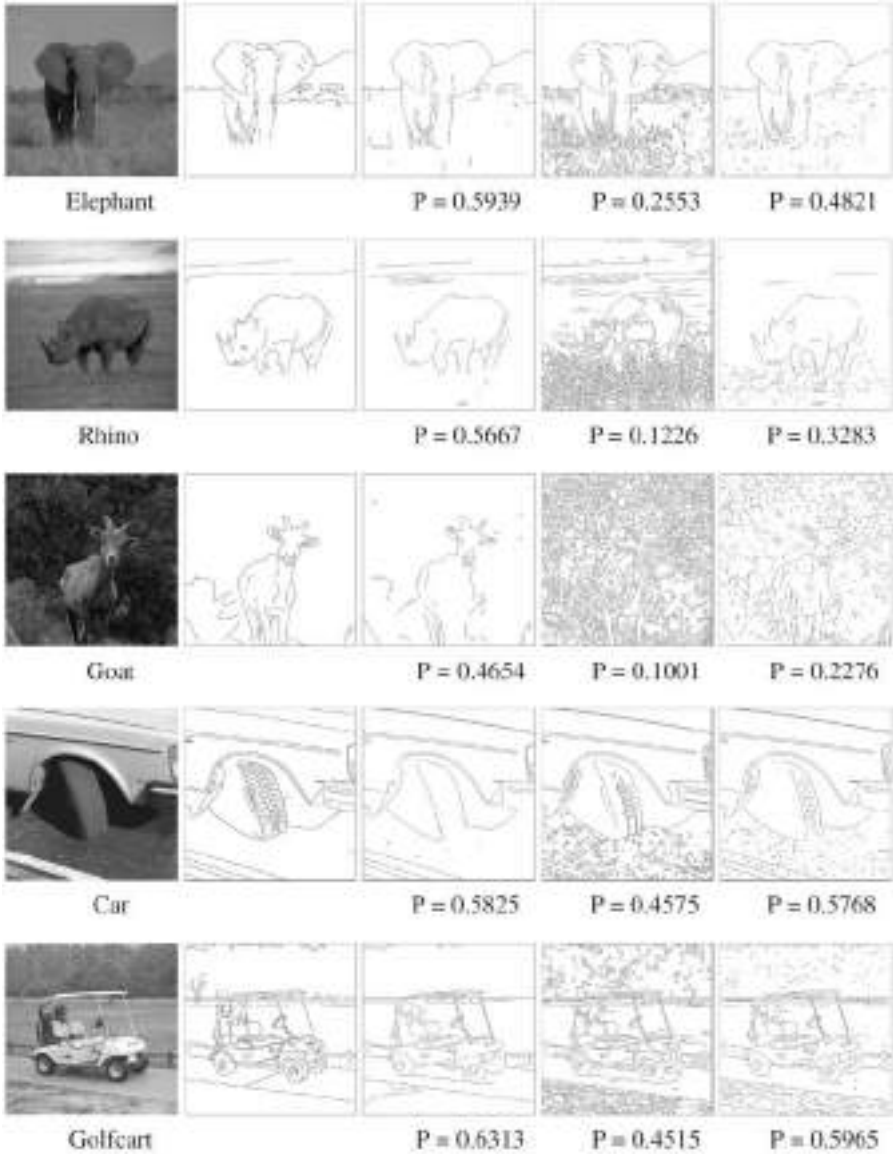 Elephant P = 0.5939 P = 0.2553 P = 0.4821
Rhino P = 0.5667 P = 0.1226 P = 0.3283
Goat P = 0.4654 P = 0.1001 P = 0.2276
Car P = 0.5825 P = 0.4575 P = 0.5768
Golfcart P = 0.6313 P = 0.4515 P = 0.5965